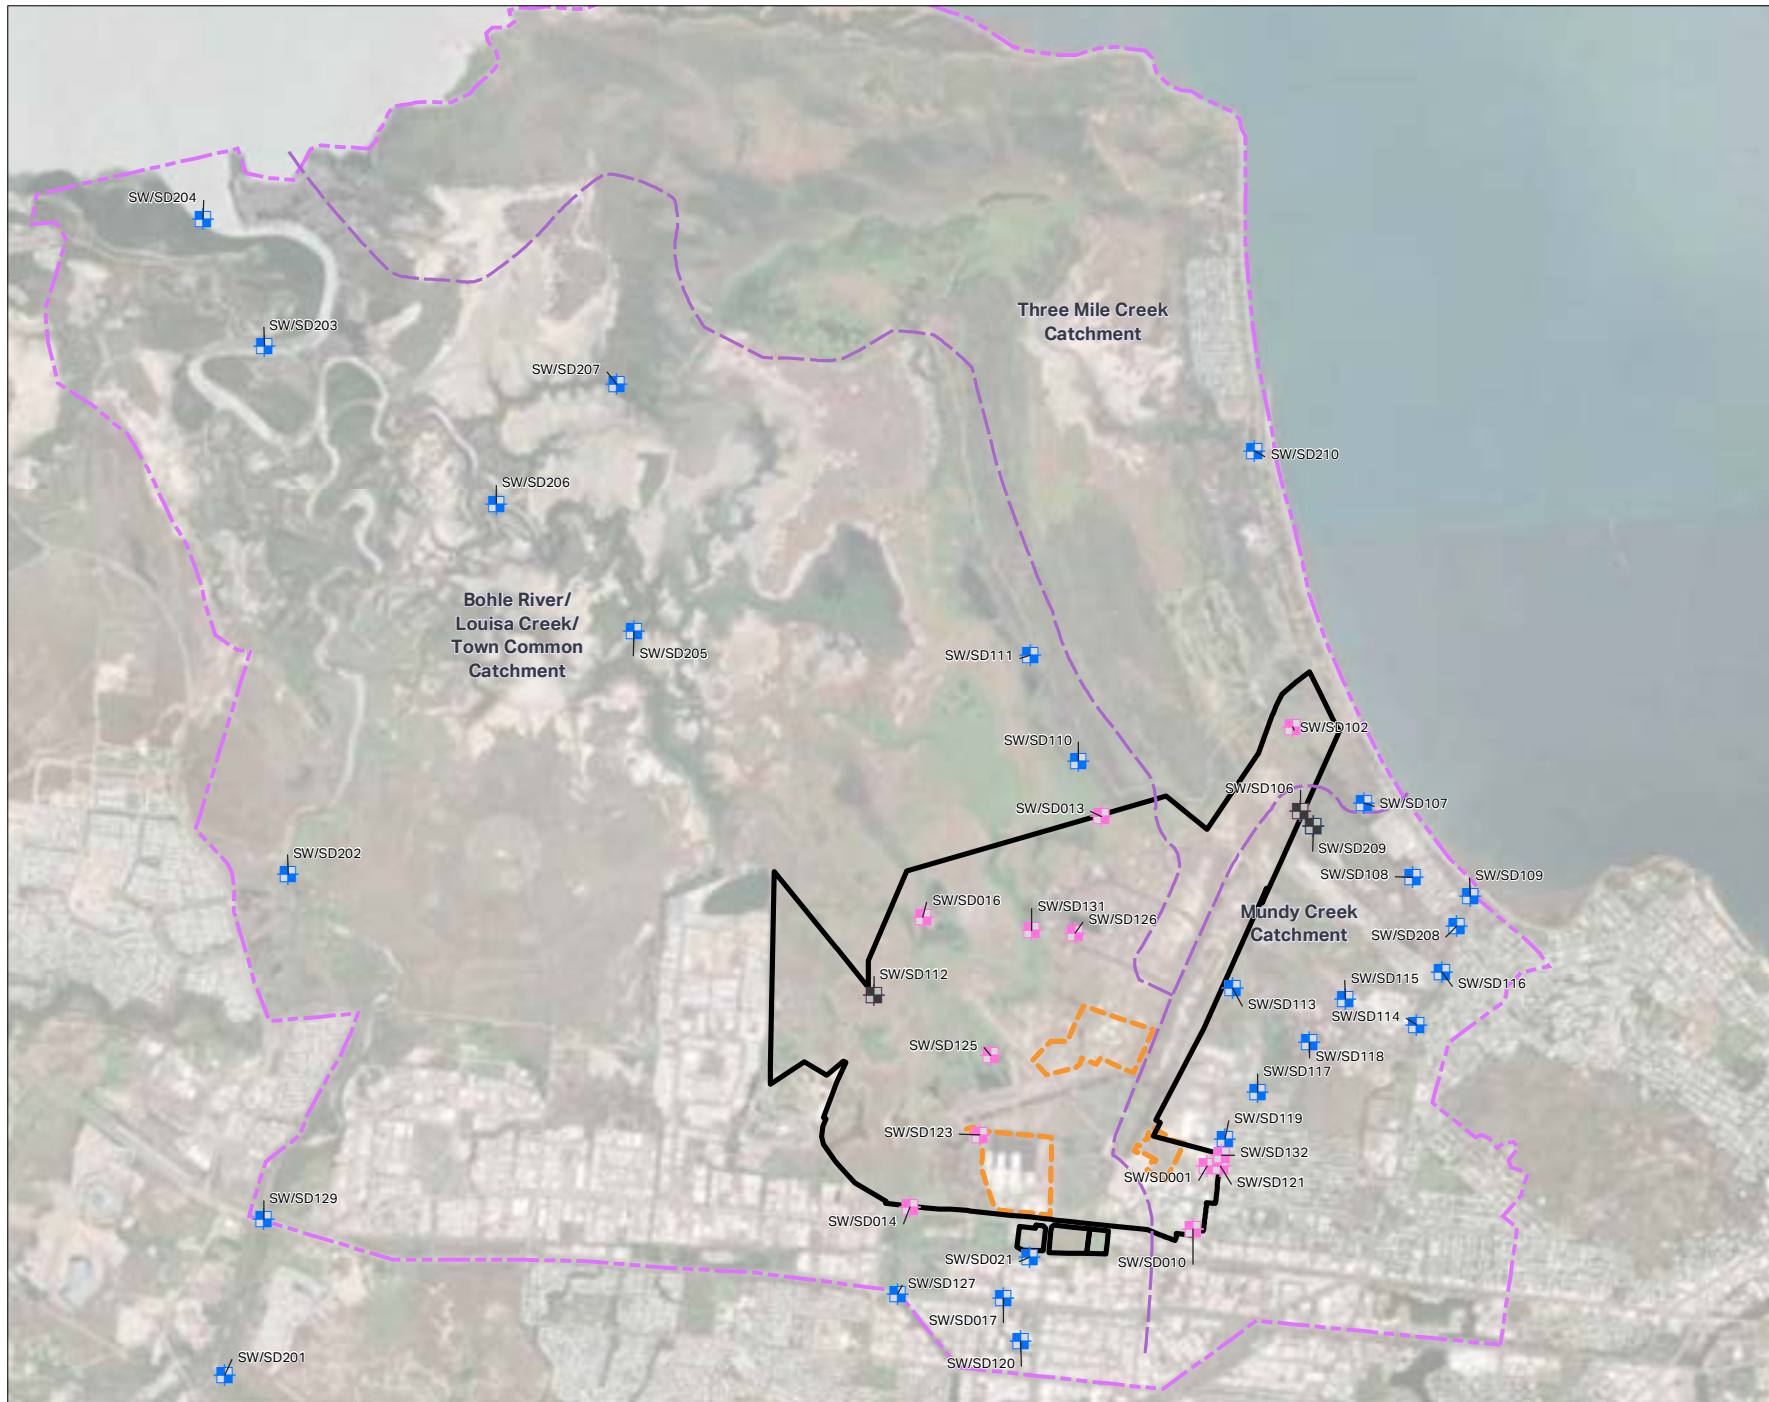 SW/SD204
Three Mile Creek
Catchment
SW/SD203
SW/SD207
SW/SD210
SW/SD206
Bohle River/
Louisa Creek/
Town Common
Catchment
SW/SD205
SW/SD111
SW/SD102
SW/SD110
SW/SD106
SW/SD107
SW/SD013
SW/SD209
SW/SD202
SW/SD108
SW/SD109
SW/SD016
SW/SD131
SW/SD126
Mundy Creek
Catchment
SW/SD208
SW/SD112
SW/SD115
SW/SD116
SW/SD113
SW/SD114
SW/SD125
SW/SD118
SW/SD117
SW/SD119
SW/SD123
SW/SD132
SW/SD001
SW/SD121
SW/SD129
SW/SD014
SW/SD021
SW/SD010
SW/SD127
SW/SD017
SW/SD201
SW/SD120